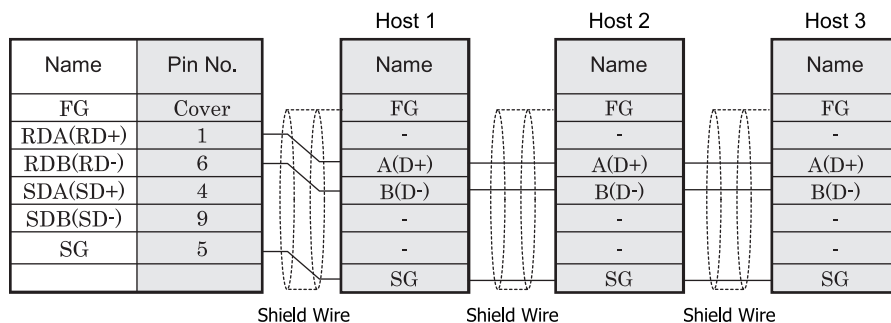 Host 1 Host 2 Host 3
Name Pin No. Name Name Name
FG Cover FG FG FG
RDA(RD+) 1 - - -
RDB(RD-) 6 A(D+) A(D+) A(D+)
SDA(SD+) 4 B(D-) B(D-) B(D-)
SDB(SD-) 9 - - -
SG 5 - - -
SG SG SG
Shield Wire Shield Wire Shield Wire